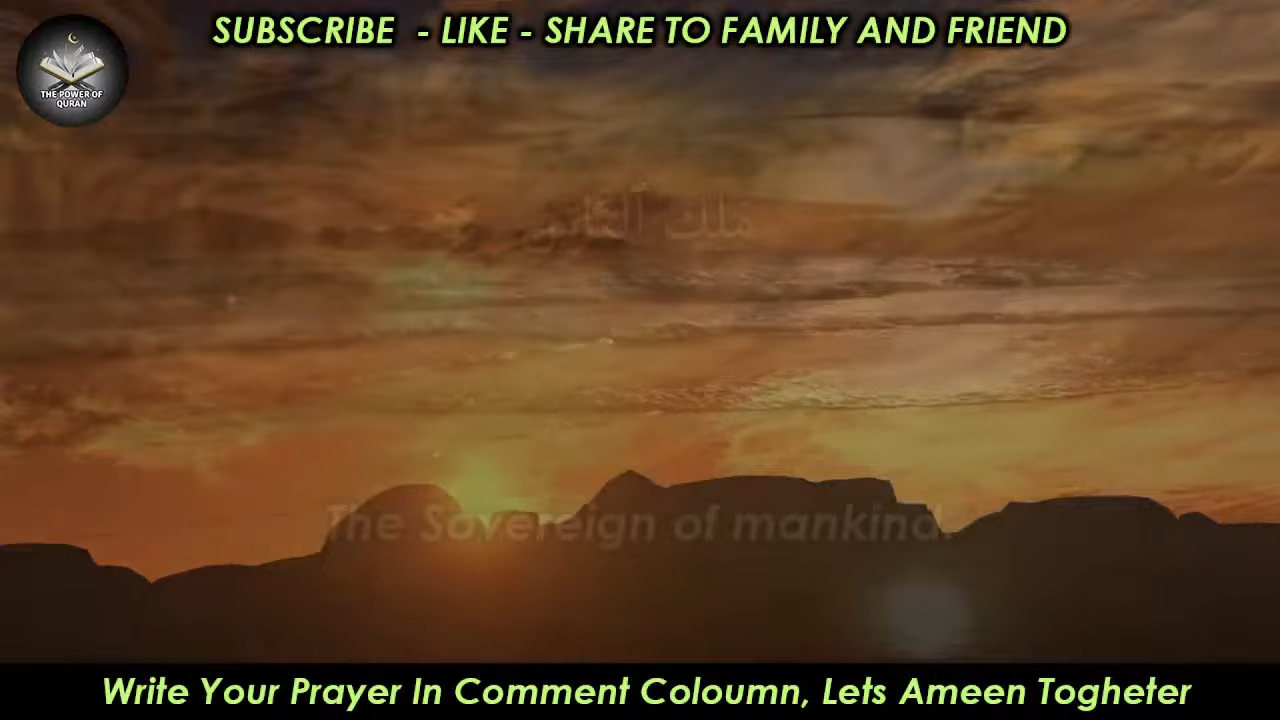 SUBSCRIBE - LIKE - SHARE TO FAMILY AND FRIEND
THE POWER OF
QURAN
ملك الناس
The Sovereign of mankind.
Write Your Prayer In Comment Coloumn, Lets Ameen Togheter